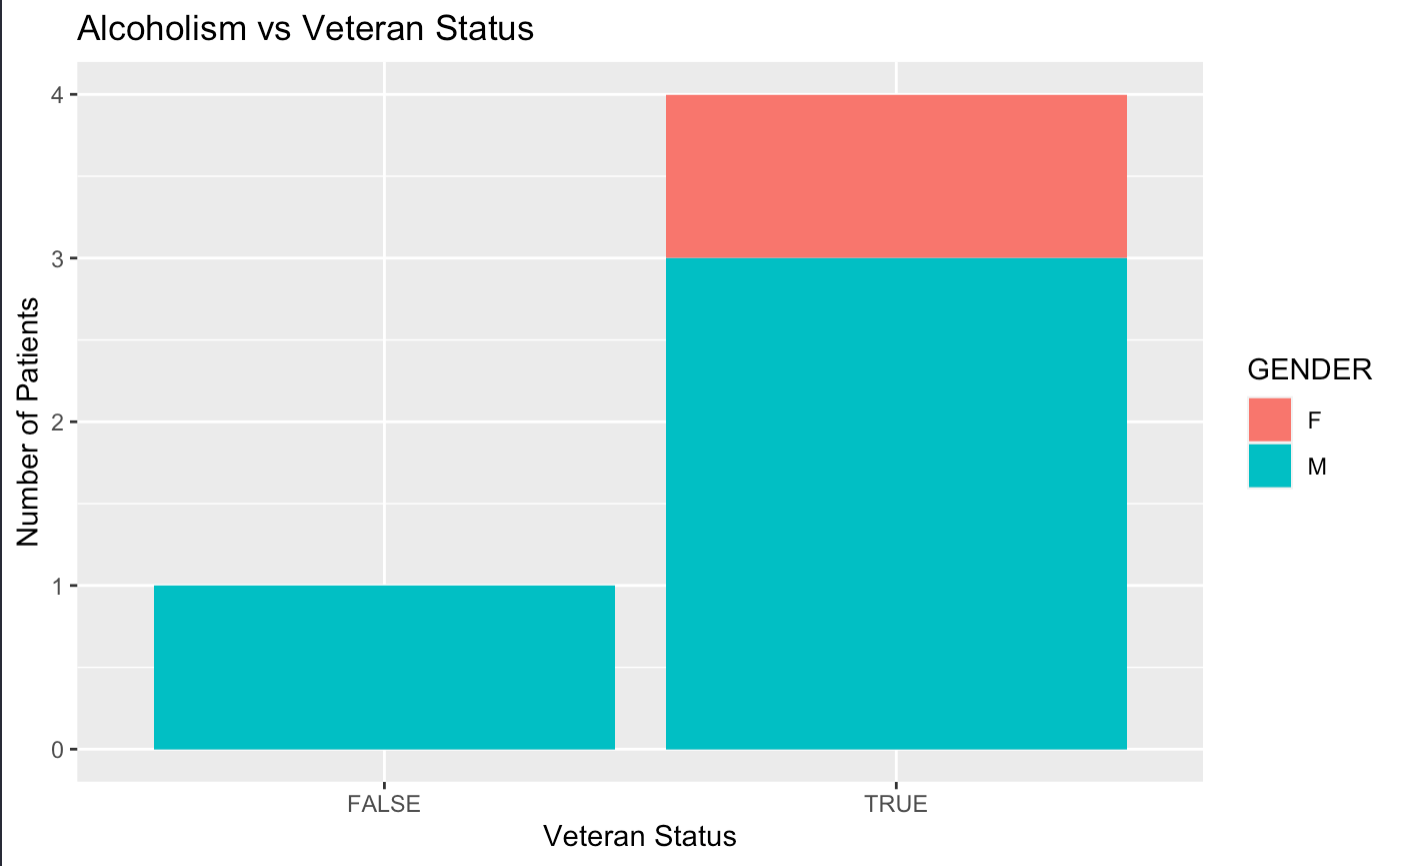 Alcoholism vs Veteran Status
4
3
2
1
0
Number of Patients
FALSE TRUE
Veteran Status
GENDER
F
M